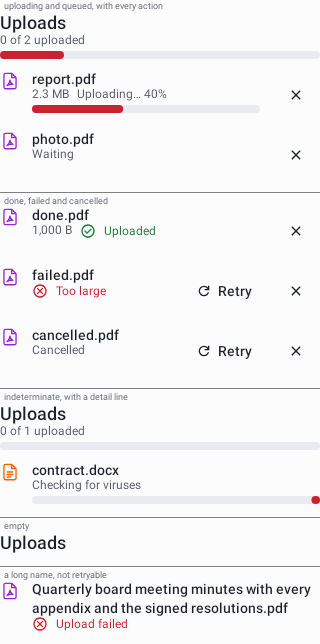 uploading and queued, with every action
Uploads
0 of 2 uploaded
report.pdf
2.3 MB Uploading... 40%
photo.pdf
Waiting
done, failed and cancelled
done.pdf
1,000 B Uploaded
failed.pdf
Too large Retry
cancelled.pdf
Cancelled Retry
indeterminate, with a detail line
Uploads
0 of 1 uploaded
contract.docx
Checking for viruses
empty
Uploads
a long name, not retryable
Quarterly board meeting minutes with every
appendix and the signed resolutions.pdf
Upload failed